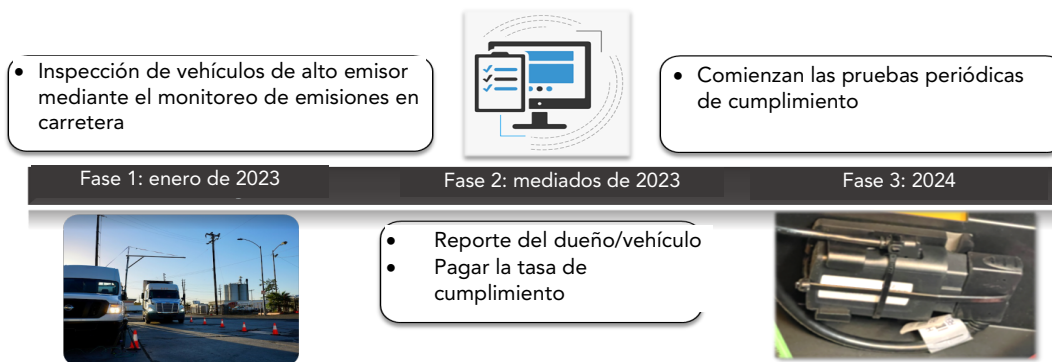 • Inspección de vehículos de alto emisor
mediante el monitoreo de emisiones en
carretera
• Comienzan las pruebas periódicas
de cumplimiento
Fase 1: enero de 2023
Fase 2: mediados de 2023
Fase 3: 2024
• Reporte del dueño/vehículo
• Pagar la tasa de
cumplimiento